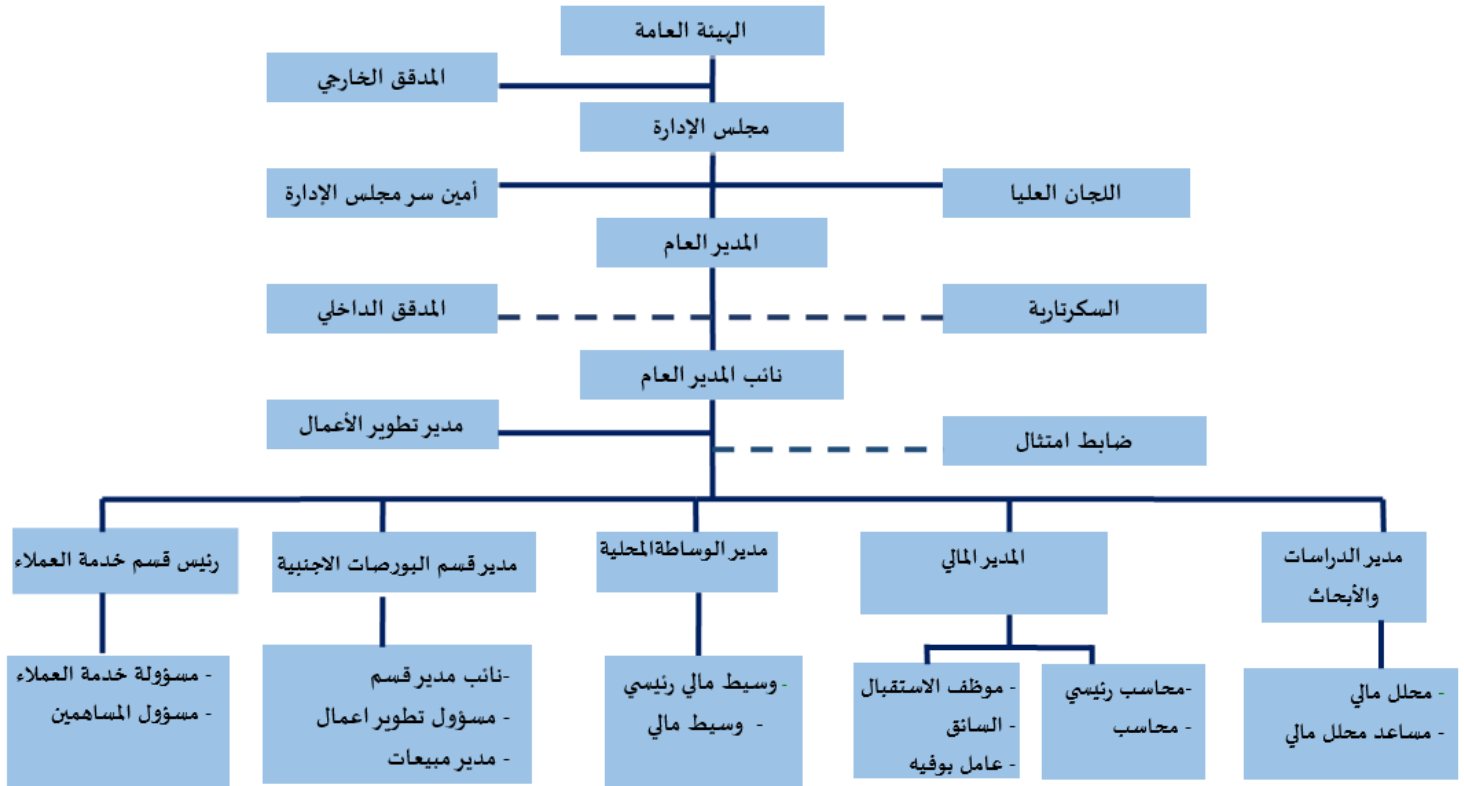 الهيئة العامة
المدقق الخارجي
مجلس الإدارة
اللجان العليا
أمين سر مجلس الإدارة
المدير العام
السكرتارية
المدقق الداخلي
نائب المدير العام
مدير تطوير الأعمال
ضابط امتثال
مدير الدراسات
والأبحاث
المدير المالي
مدير الوساطة المحلية
مدير قسم البورصات الاجنبية
رئيس قسم خدمة العملاء
- محلل مالي
- مساعد محلل مالي
-محاسب رئيسي
- محاسب
- موظف الاستقبال
- السائق
- عامل بوفيه
- وسيط مالي رئيسي
- وسيط مالي
-نائب مدير قسم
- مسؤول تطوير اعمال
- مدير مبيعات
- مسؤولة خدمة العملاء
- مسؤول المساهمين